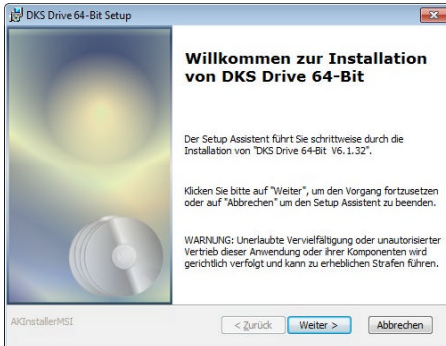 DKS Drive 64-Bit Setup
Willkommen zur Installation
von DKS Drive 64-Bit
Der Setup Assistent führt Sie schrittweise durch die
Installation von "DKS Drive 64-Bit  V6.1.32".
Klicken Sie bitte auf "Weiter", um den Vorgang fortzusetzen
oder auf "Abbrechen" um den Setup Assistent zu beenden.
WARNUNG: Unerlaubte Vervielfältigung oder unautorisierter
Vertrieb dieser Anwendung oder ihrer Komponenten wird
gerichtlich verfolgt und kann zu erheblichen Strafen führen.
AKInstallerMSI
< Zurück
Weiter >
Abbrechen